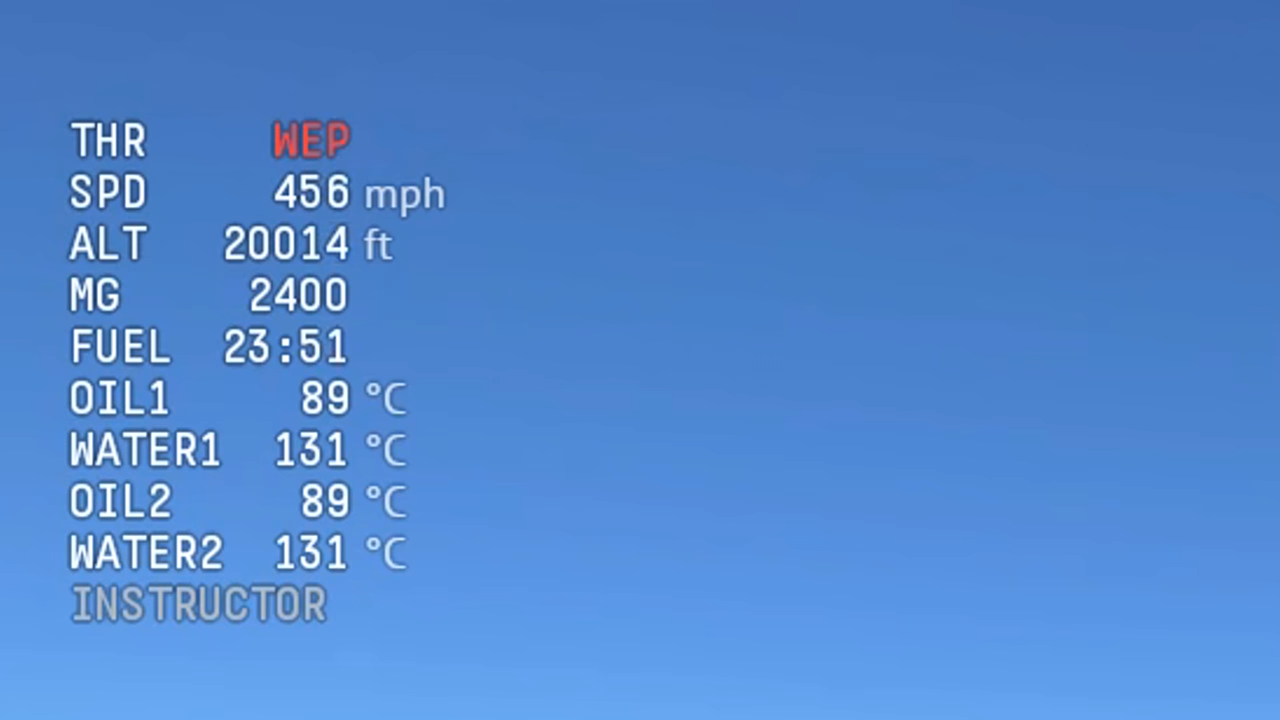 THR WEP
SPD 456 mph
ALT 20014 ft
MG 2400
FUEL 23:51
OIL1 89 °C
WATER1 131 °C
OIL2 89 °C
WATER2 131 °C
INSTRUCTOR